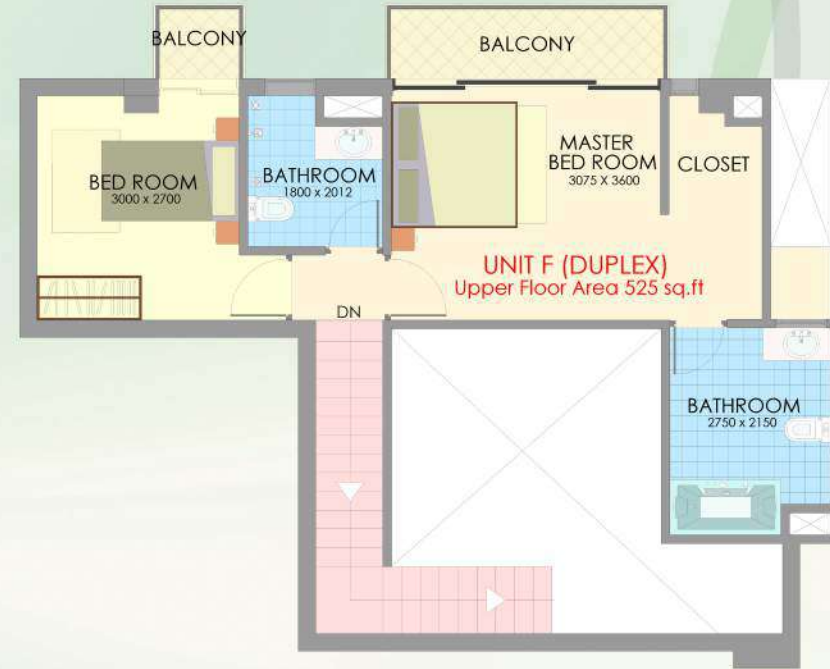 BALCONY
BALCONY
BED ROOM
3000 x 2700
BATHROOM
1800 x 2012
MASTER
BED ROOM
3075 X 3600
CLOSET
UNIT F (DUPLEX)
Upper Floor Area 525 sq.ft
DN
BATHROOM
2750 x 2150